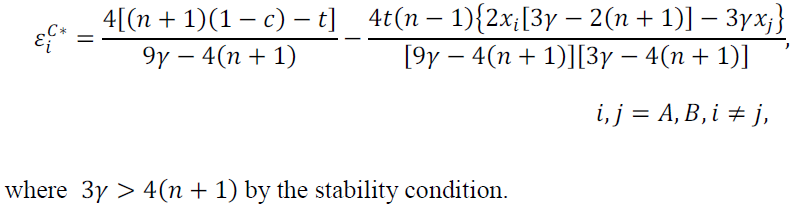 ε_i^{C*} = \frac{4[(n + 1)(1 − c) − t]}{9γ − 4(n + 1)} − \frac{4t(n − 1){2x_i[3γ − 2(n + 1)] − 3γx_j}}{[9γ − 4(n + 1)][3γ − 4(n + 1)]},
i, j = A, B, i ≠ j,
where 3γ > 4(n + 1) by the stability condition.